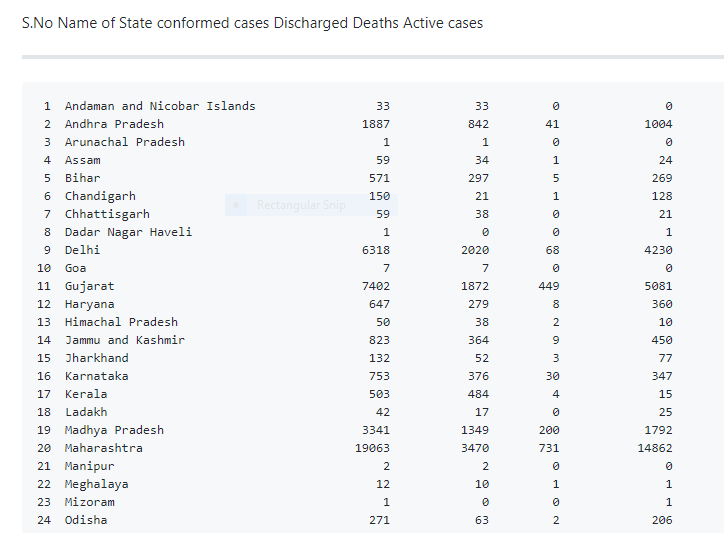 S.No Name of State conformed cases Discharged Deaths Active cases
1 Andaman and Nicobar Islands 33 33 0 0
2 Andhra Pradesh 1887 842 41 1004
3 Arunachal Pradesh 1 1 0 0
4 Assam 59 34 1 24
5 Bihar 571 297 5 269
6 Chandigarh 150 21 1 128
Rectangular Snip
7 Chhattisgarh 59 38 0 21
8 Dadar Nagar Haveli 1 0 0 1
9 Delhi 6318 2020 68 4230
10 Goa 7 7 0 0
11 Gujarat 7402 1872 449 5081
12 Haryana 647 279 8 360
13 Himachal Pradesh 50 38 2 10
14 Jammu and Kashmir 823 364 9 450
15 Jharkhand 132 52 3 77
16 Karnataka 753 376 30 347
17 Kerala 503 484 4 15
18 Ladakh 42 17 0 25
19 Madhya Pradesh 3341 1349 200 1792
20 Maharashtra 19063 3470 731 14862
21 Manipur 2 2 0 0
22 Meghalaya 12 10 1 1
23 Mizoram 1 0 0 1
24 Odisha 271 63 2 206